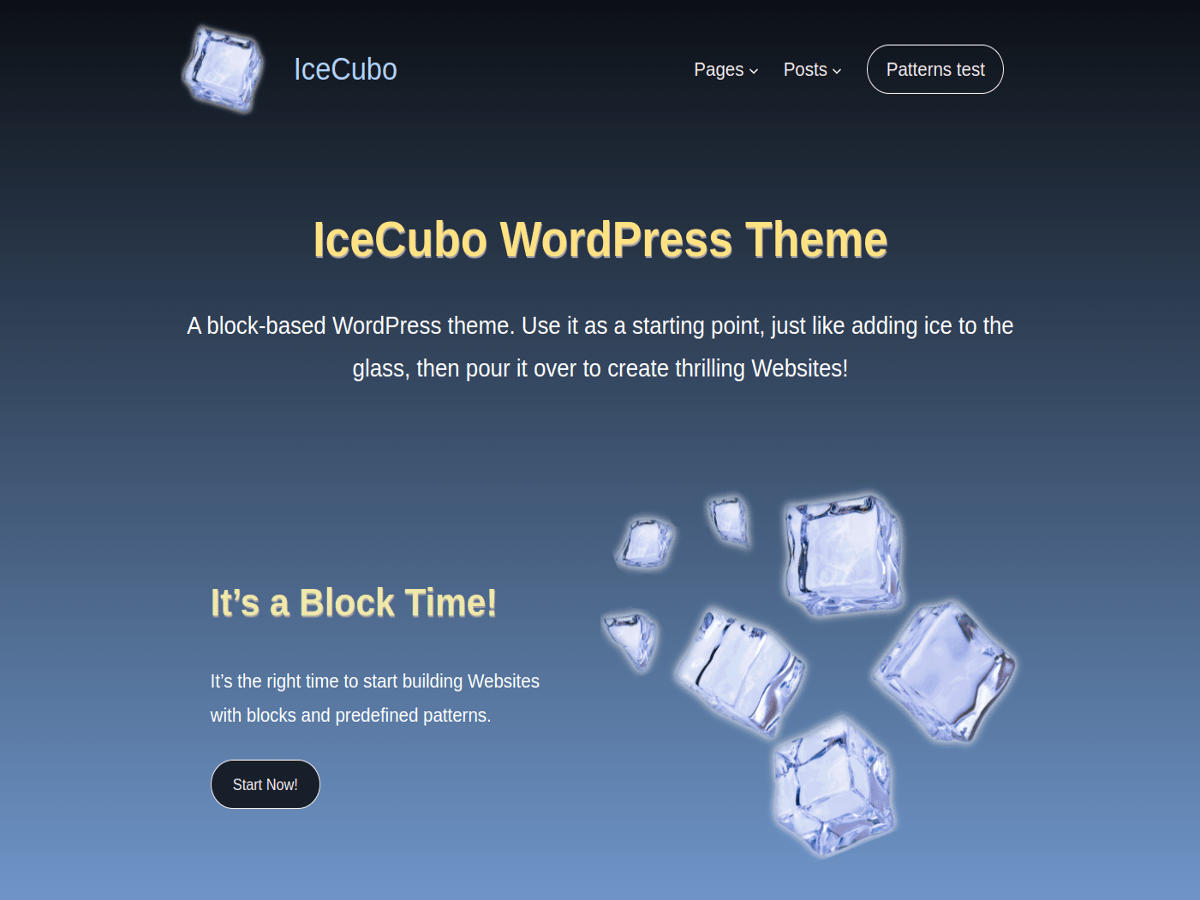 IceCubo
Pages
Posts
Patterns test
IceCubo WordPress Theme
A block-based WordPress theme. Use it as a starting point, just like adding ice to the
glass, then pour it over to create thrilling Websites!
It’s a Block Time!
It’s the right time to start building Websites
with blocks and predefined patterns.
Start Now!